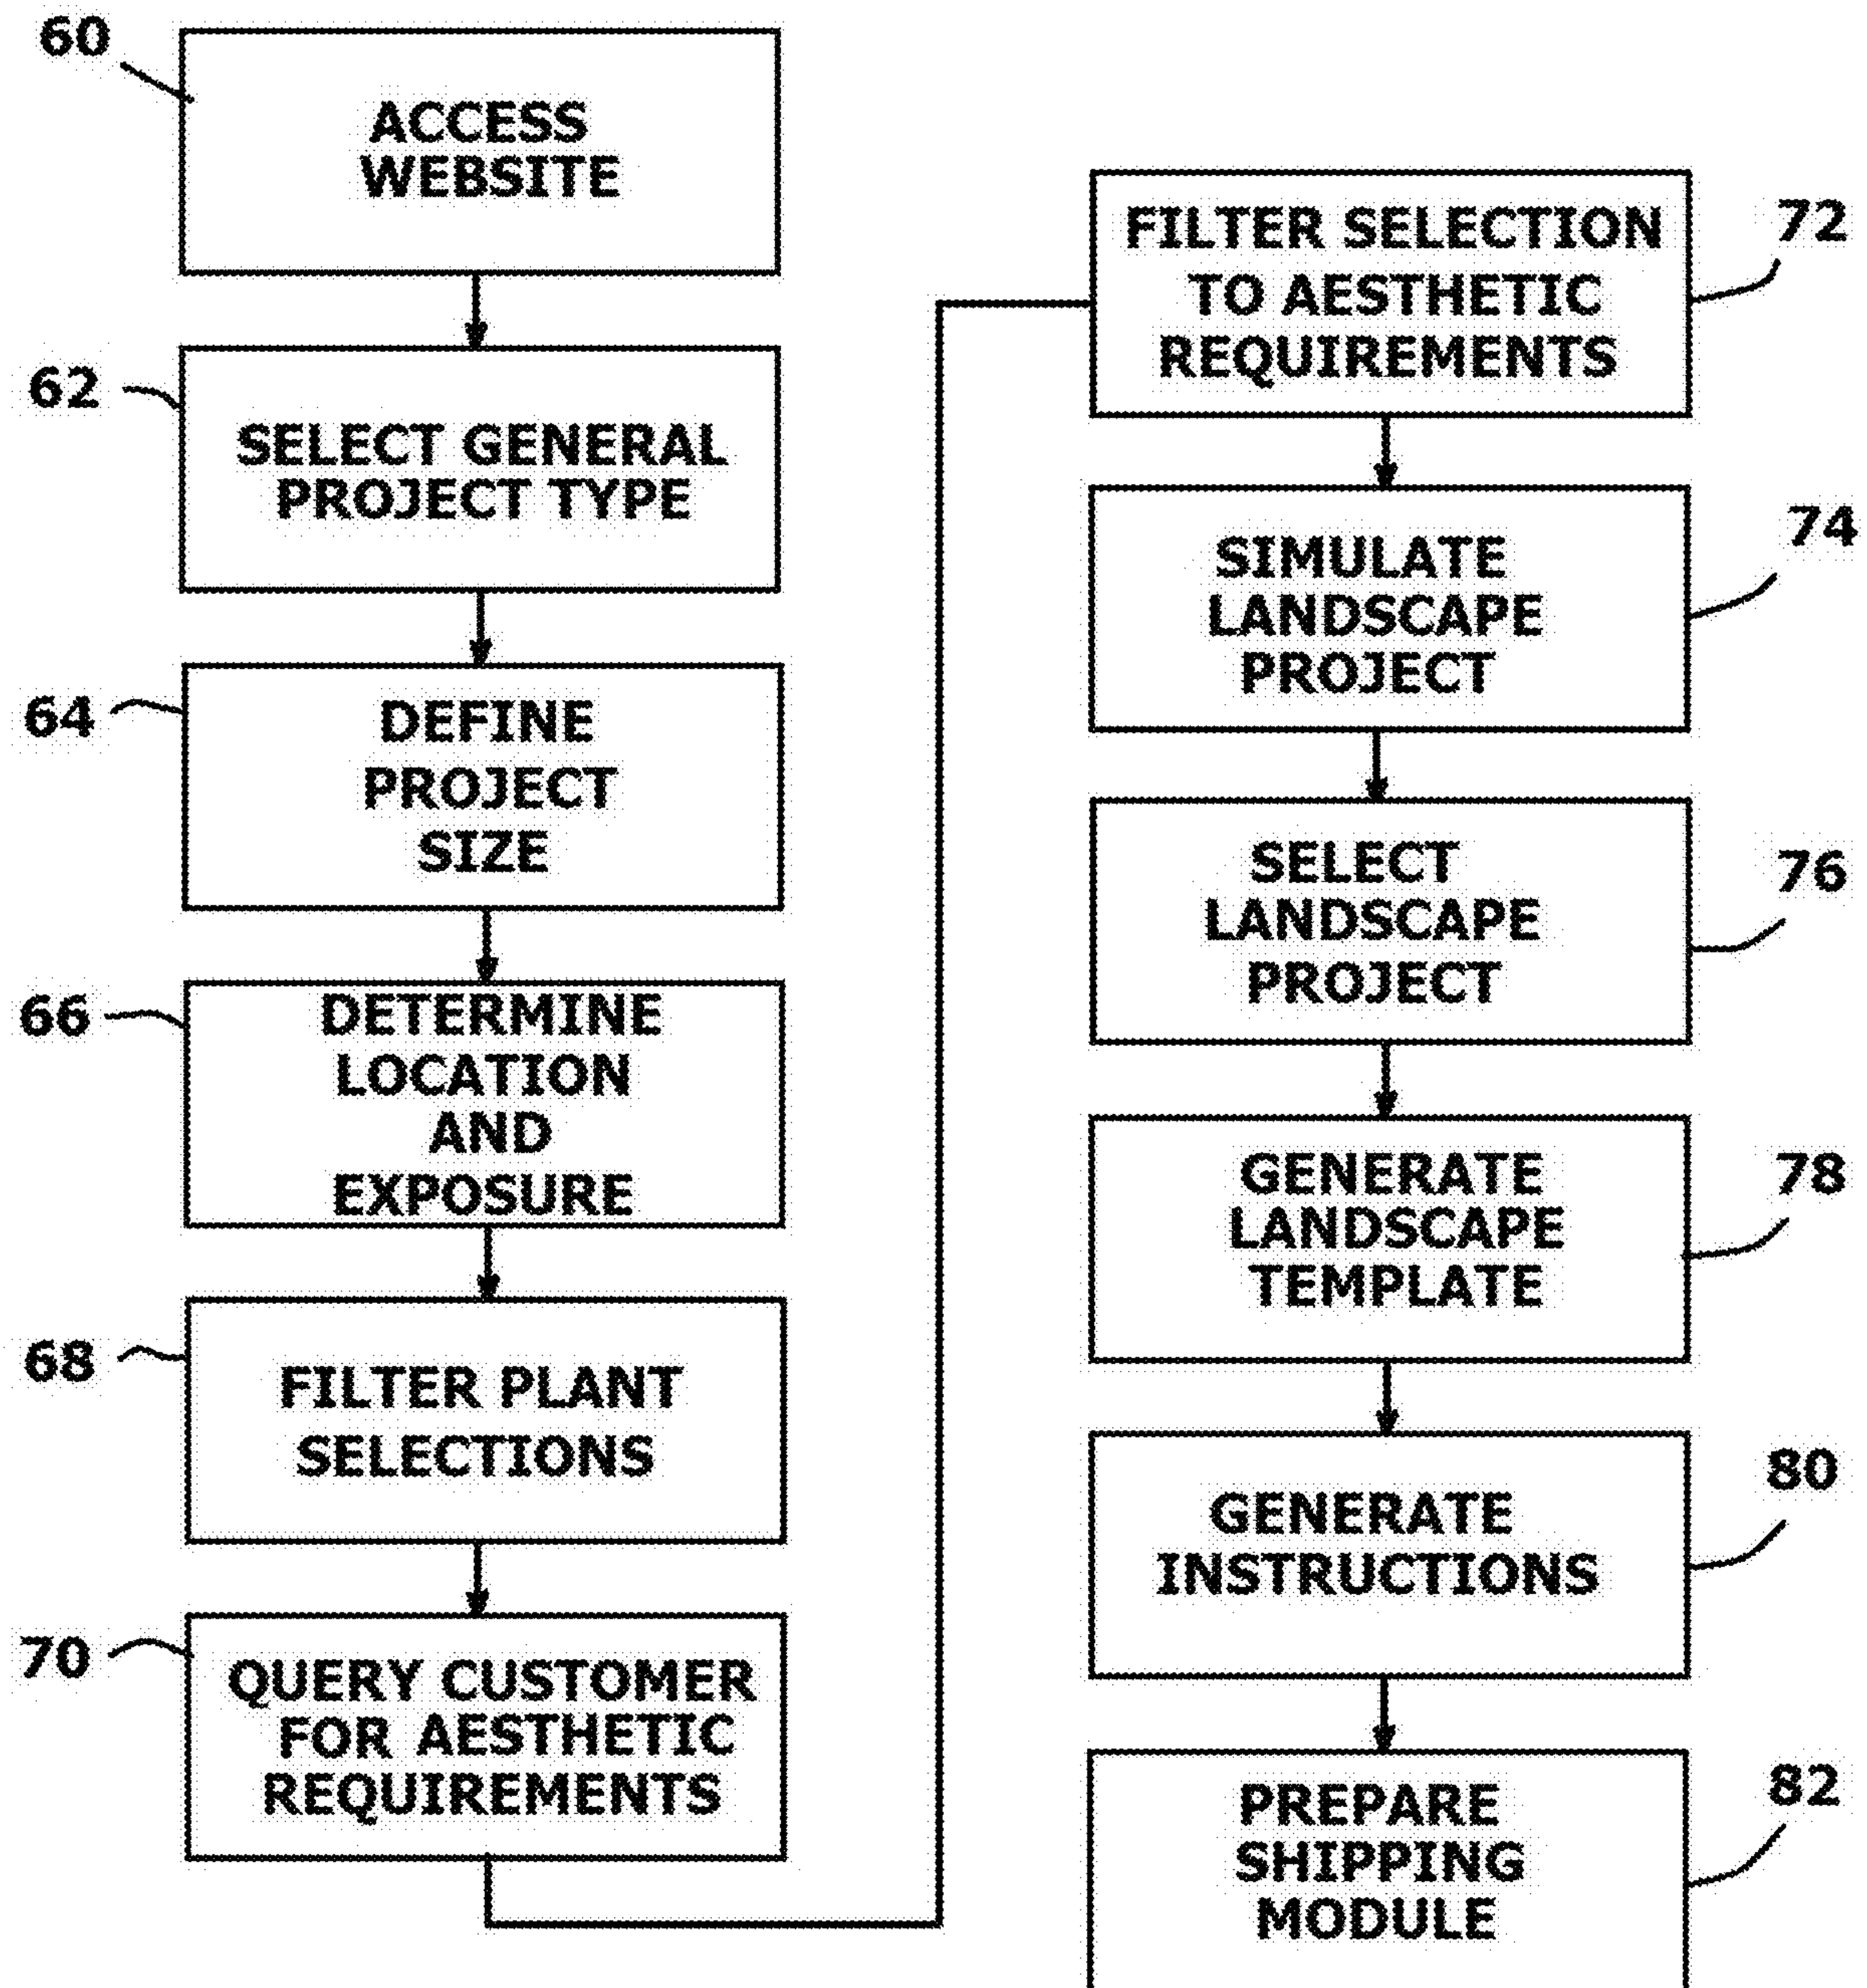 60
ACCESS
WEBSITE
62
SELECT GENERAL
PROJECT TYPE
64
DEFINE
PROJECT
SIZE
66
DETERMINE
LOCATION
AND
EXPOSURE
68
FILTER PLANT
SELECTIONS
70
QUERY CUSTOMER
FOR AESTHETIC
REQUIREMENTS
72
FILTER SELECTION
TO AESTHETIC
REQUIREMENTS
74
SIMULATE
LANDSCAPE
PROJECT
76
SELECT
LANDSCAPE
PROJECT
78
GENERATE
LANDSCAPE
TEMPLATE
80
GENERATE
INSTRUCTIONS
82
PREPARE
SHIPPING
MODULE